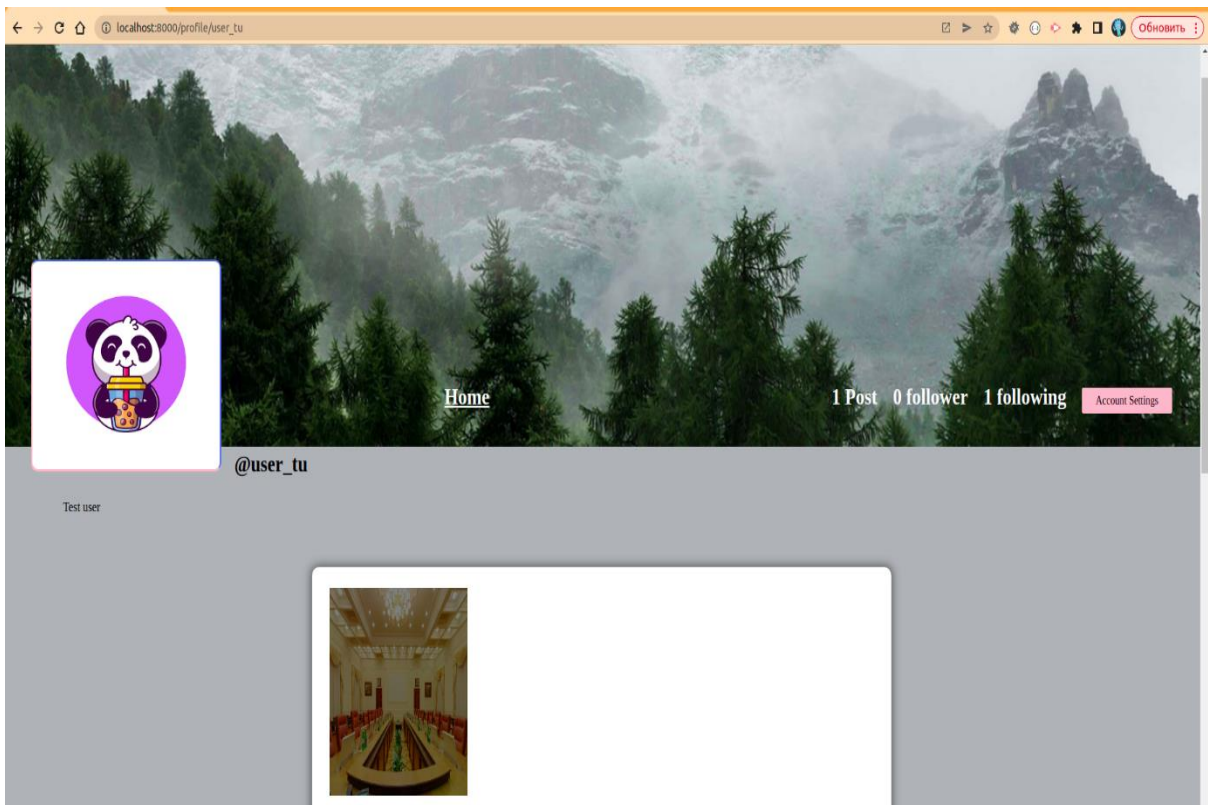 localhost:8000/profile/user_tu
Обновить
Home
1 Post 0 follower 1 following Account Settings
@user_tu
Test user